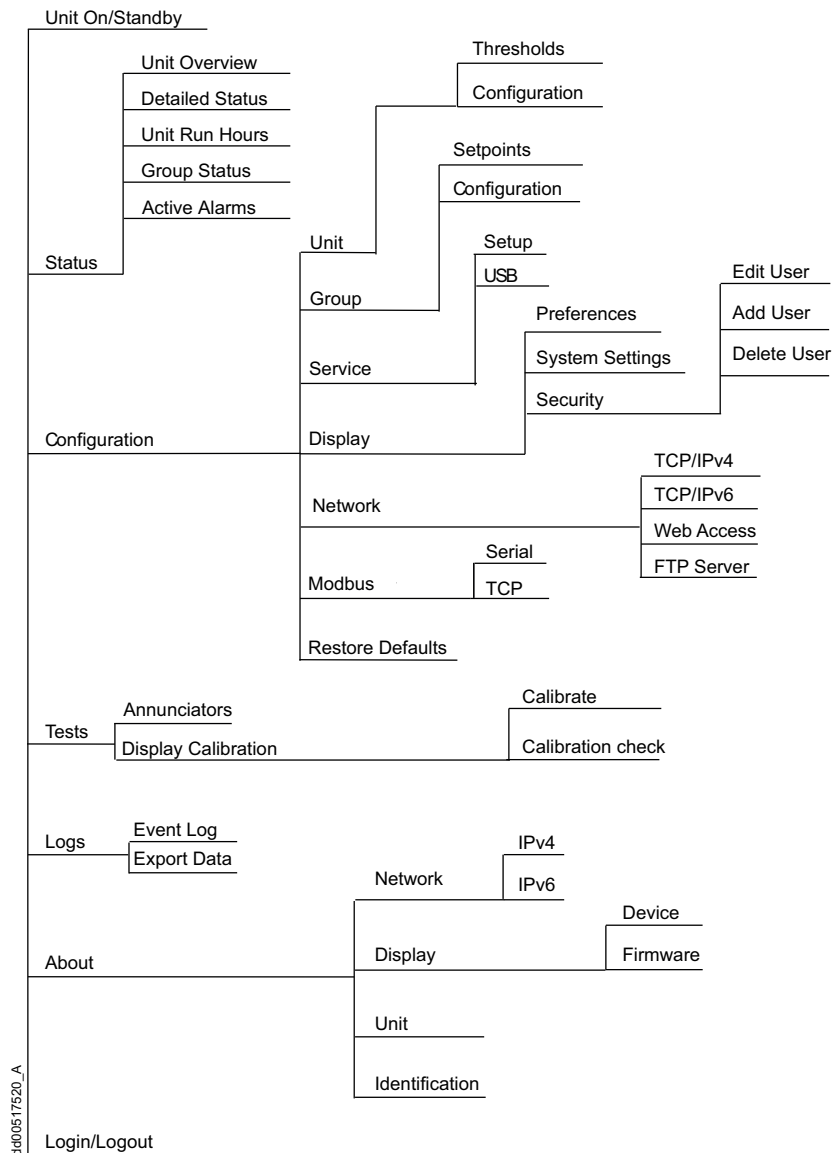 Unit On/Standby
Status
Unit Overview
Detailed Status
Unit Run Hours
Group Status
Active Alarms
Configuration
Unit
Thresholds
Configuration
Group
Setpoints
Configuration
Service
Setup
USB
Display
Preferences
System Settings
Security
Edit User
Add User
Delete User
Network
TCP/IPv4
TCP/IPv6
Web Access
FTP Server
Modbus
Serial
TCP
Restore Defaults
Tests
Annunciators
Display Calibration
Calibrate
Calibration check
Logs
Event Log
Export Data
About
Network
IPv4
IPv6
Display
Device
Firmware
Unit
Identification
Login/Logout
dd00517520_A